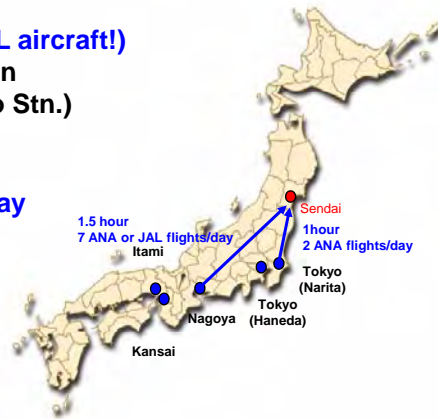 L aircraft!)
n
o Stn.)
ay
Sendai
1.5 hour
7 ANA or JAL flights/day
1hour
2 ANA flights/day
Itami
Tokyo
(Narita)
Nagoya
Tokyo
(Haneda)
Kansai